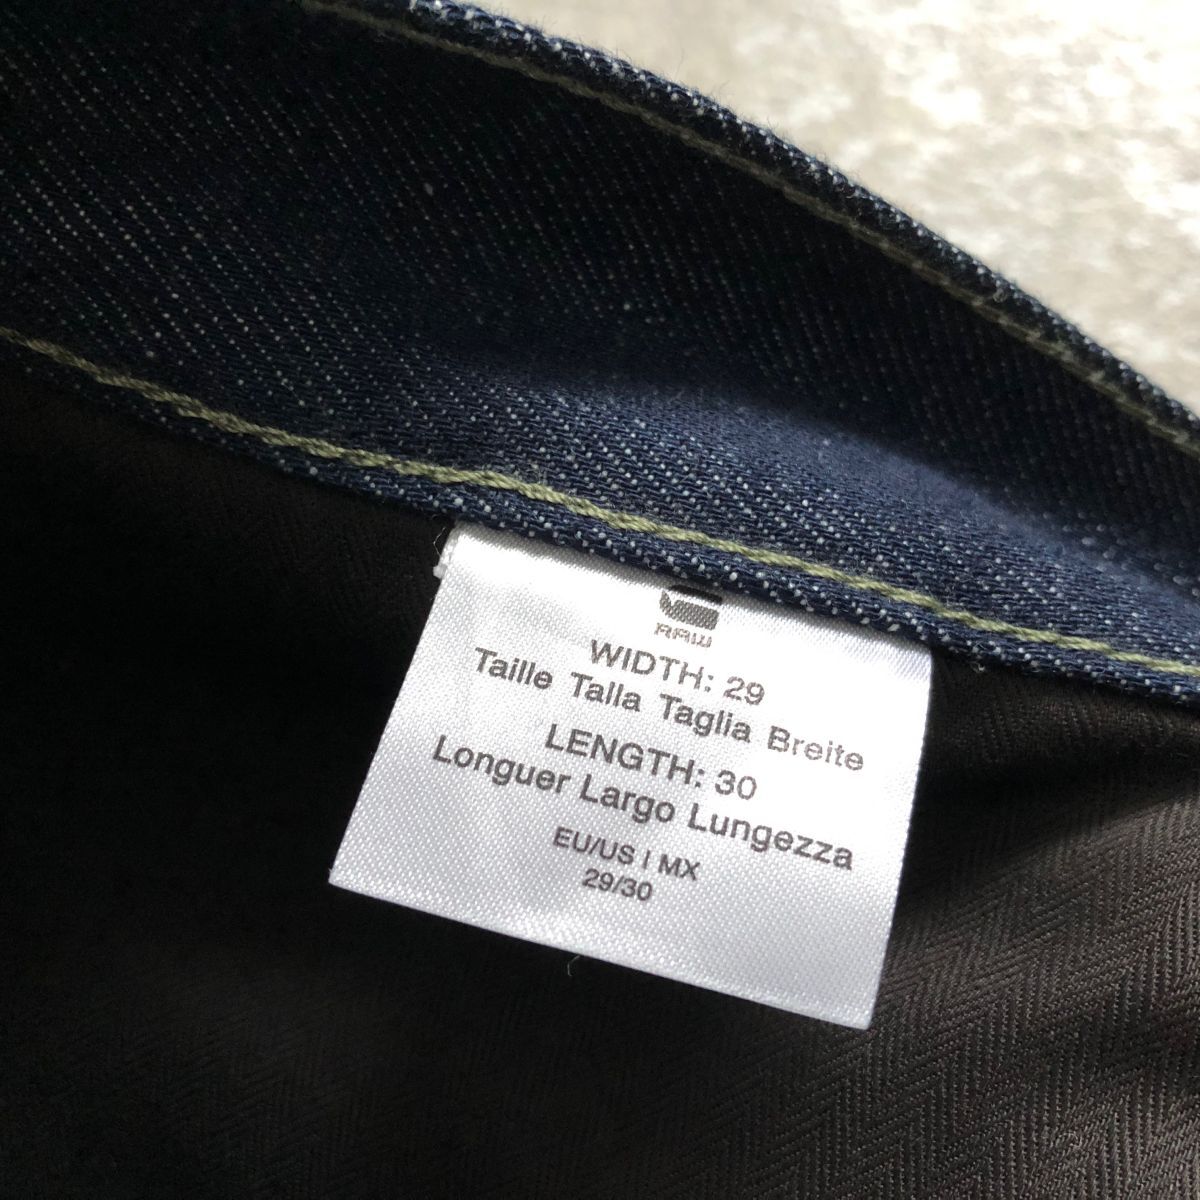 RAW
WIDTH: 29
Taille Talla Taglia Breite
LENGTH: 30
Longuer Largo Lungezza
EU/US | MX
29/30